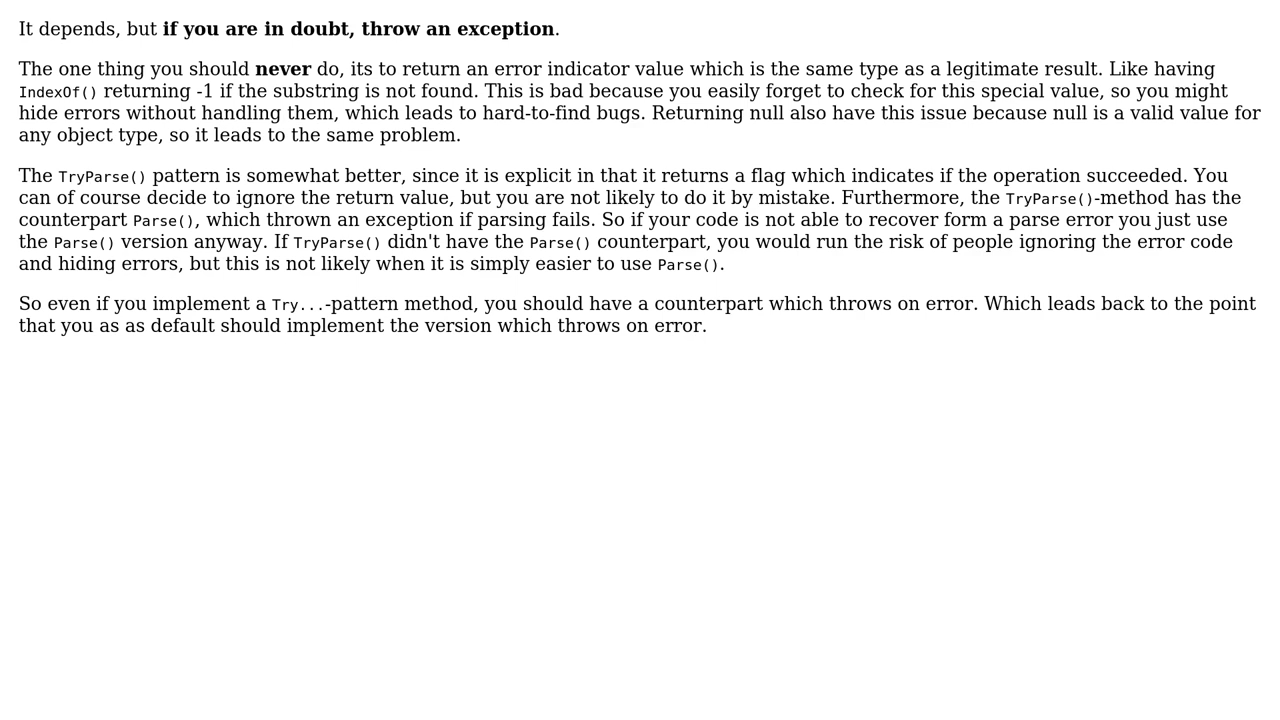 It depends, but if you are in doubt, throw an exception.
The one thing you should never do, its to return an error indicator value which is the same type as a legitimate result. Like having
IndexOf() returning -1 if the substring is not found. This is bad because you easily forget to check for this special value, so you might
hide errors without handling them, which leads to hard-to-find bugs. Returning null also have this issue because null is a valid value for
any object type, so it leads to the same problem.
The TryParse() pattern is somewhat better, since it is explicit in that it returns a flag which indicates if the operation succeeded. You
can of course decide to ignore the return value, but you are not likely to do it by mistake. Furthermore, the TryParse()-method has the
counterpart Parse(), which thrown an exception if parsing fails. So if your code is not able to recover form a parse error you just use
the Parse() version anyway. If TryParse() didn't have the Parse() counterpart, you would run the risk of people ignoring the error code
and hiding errors, but this is not likely when it is simply easier to use Parse().
So even if you implement a Try...-pattern method, you should have a counterpart which throws on error. Which leads back to the point
that you as as default should implement the version which throws on error.